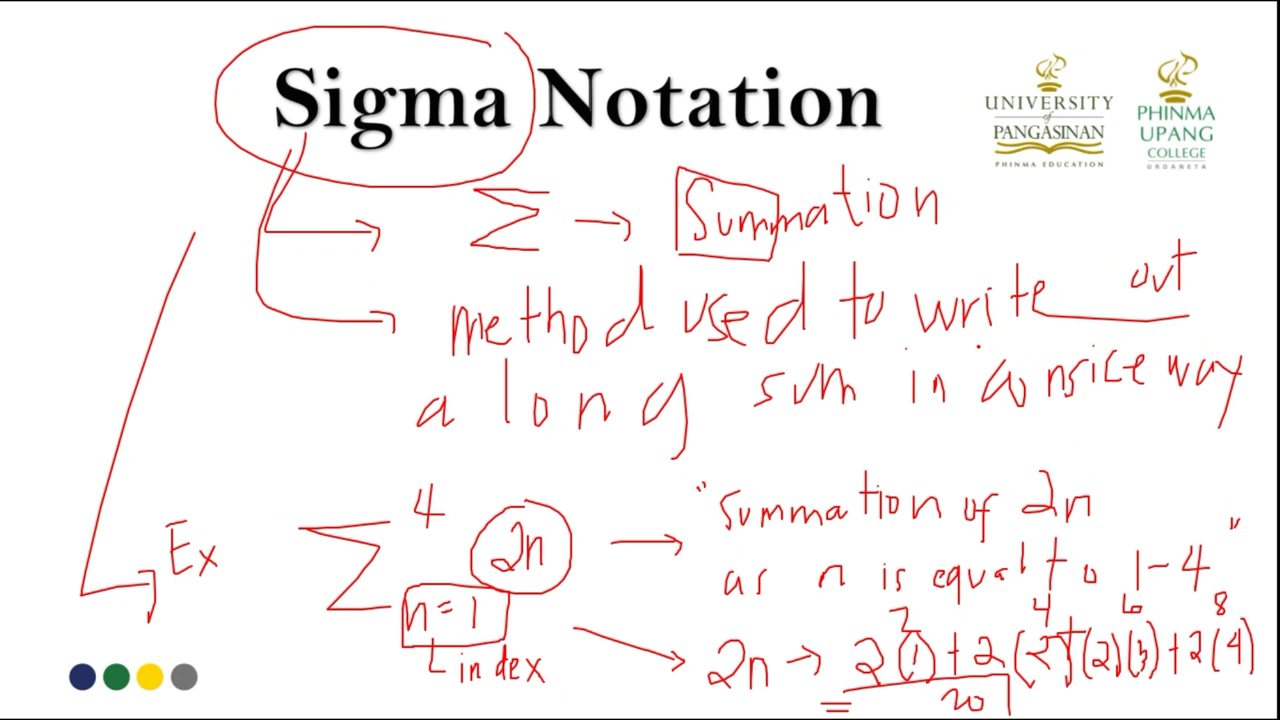 Sigma Notation
UNIVERSITY
of
PANGASINAN
PHINMA EDUCATION
PHINMA
UPANG
COLLEGE
URDANETA
Σ → Summation
method used to write out
a long sum in consice way
Ex
4
Σ 2n →
n = 1
index
"Summation of 2n
as n is equal to 1-4"
2 4 6 8
2n → 2(1) + 2(2) + (2)(3) + 2(4)
= 20